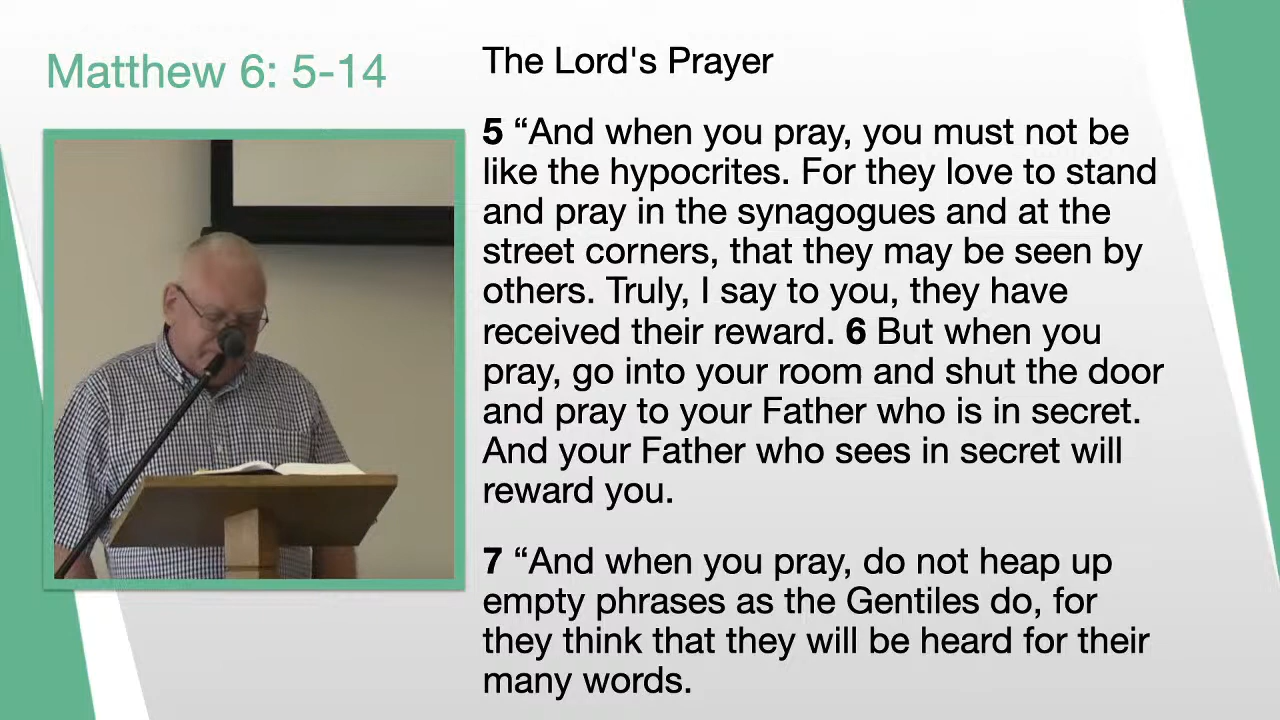 Matthew 6: 5-14
The Lord's Prayer
5 “And when you pray, you must not be
like the hypocrites. For they love to stand
and pray in the synagogues and at the
street corners, that they may be seen by
others. Truly, I say to you, they have
received their reward. 6 But when you
pray, go into your room and shut the door
and pray to your Father who is in secret.
And your Father who sees in secret will
reward you.
7 “And when you pray, do not heap up
empty phrases as the Gentiles do, for
they think that they will be heard for their
many words.